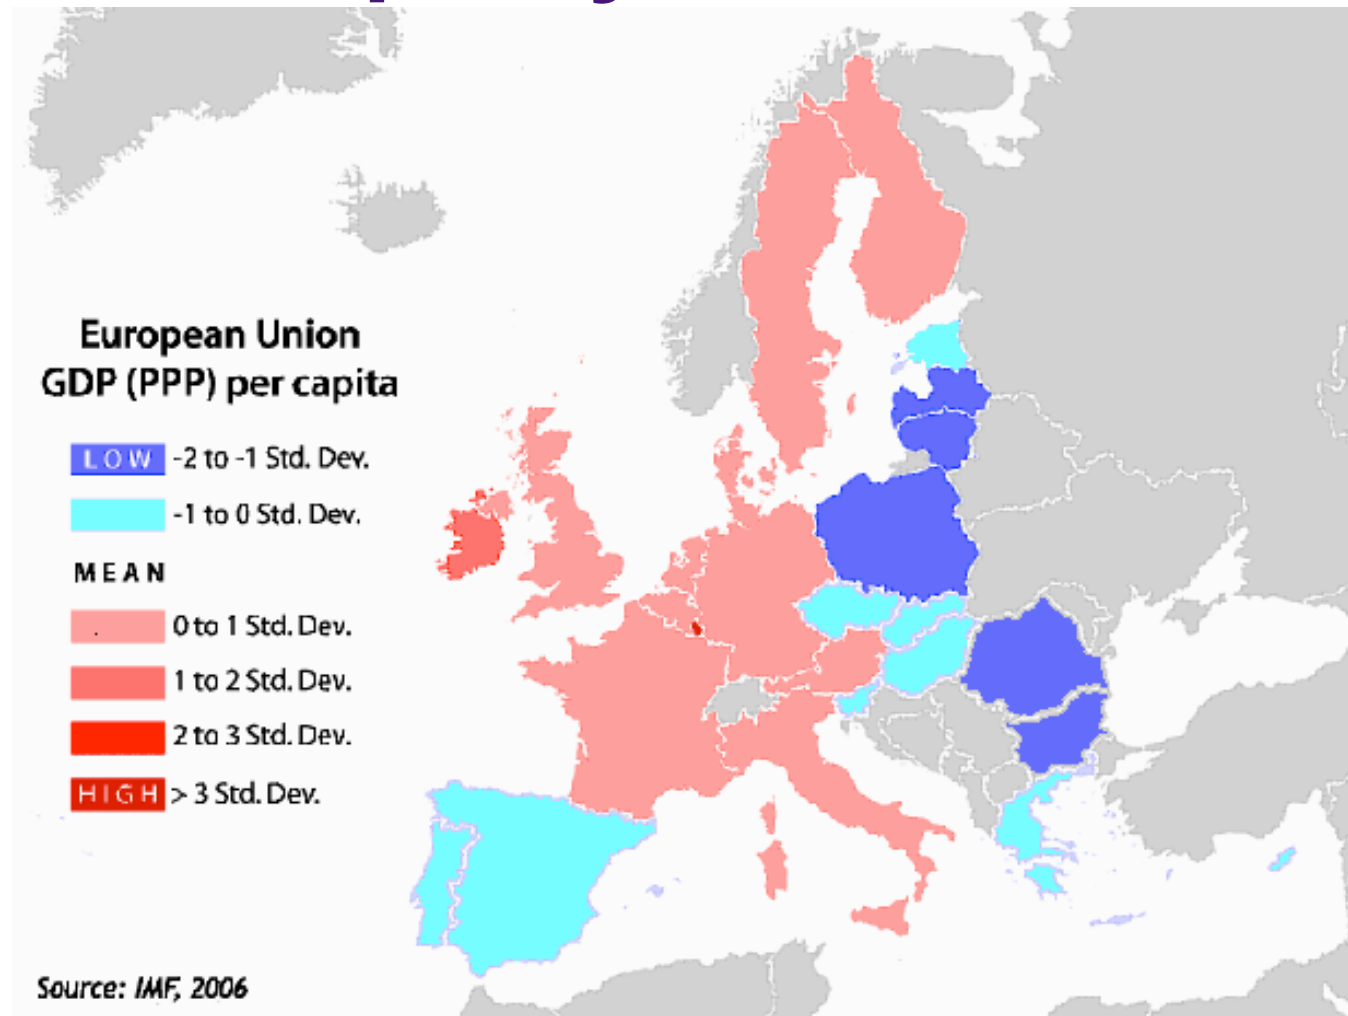 European Union
GDP (PPP) per capita
LOW -2 to -1 Std. Dev.
-1 to 0 Std. Dev.
MEAN
0 to 1 Std. Dev.
1 to 2 Std. Dev.
2 to 3 Std. Dev.
HIGH > 3 Std. Dev.
Source: IMF, 2006